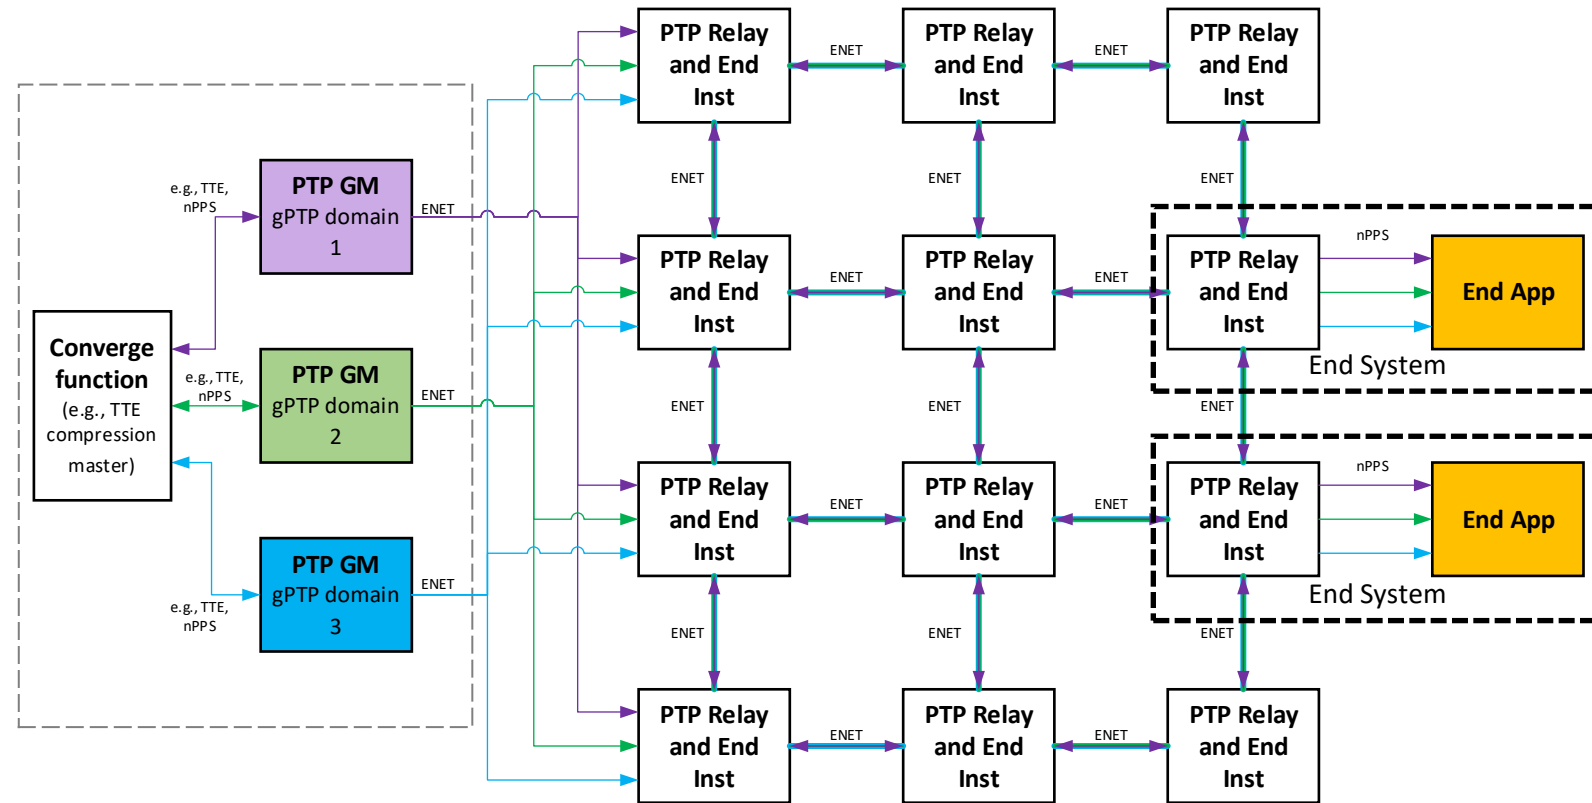 PTP Relay
and End
Inst
ENET
PTP Relay
and End
Inst
ENET
PTP Relay
and End
Inst
ENET
ENET
ENET
e.g., TTE,
nPPS
PTP GM
gPTP domain
1
ENET
PTP Relay
and End
Inst
ENET
PTP Relay
and End
Inst
ENET
PTP Relay
and End
Inst
nPPS
End App
End System
Converge
function
(e.g., TTE
compression
master)
e.g., TTE,
nPPS
PTP GM
gPTP domain
2
ENET
ENET
ENET
ENET
PTP Relay
and End
Inst
ENET
PTP Relay
and End
Inst
ENET
PTP Relay
and End
Inst
nPPS
End App
End System
e.g., TTE,
nPPS
PTP GM
gPTP domain
3
ENET
ENET
ENET
ENET
PTP Relay
and End
Inst
ENET
PTP Relay
and End
Inst
ENET
PTP Relay
and End
Inst